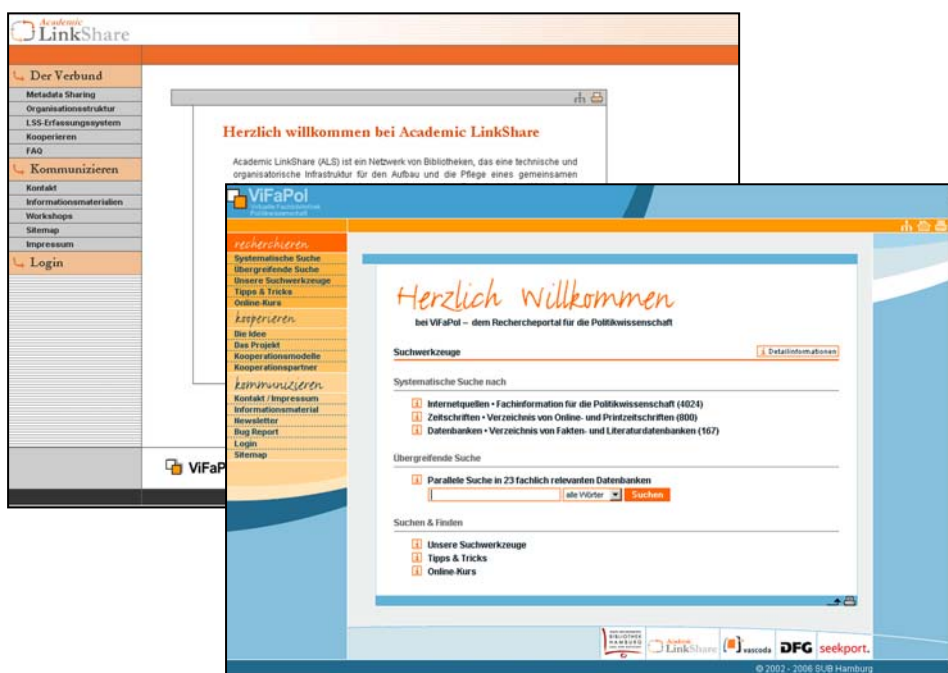 Academic
LinkShare
Der Verbund
Metadata Sharing
Organisationsstruktur
LSS-Erfassungssystem
Kooperieren
FAQ
Kommunizieren
Kontakt
Informationsmaterialien
Workshops
Sitemap
Impressum
Login
Herzlich willkommen bei Academic LinkShare
Academic LinkShare (ALS) ist ein Netzwerk von Bibliotheken, das eine technische und
organisatorische Infrastruktur für den Aufbau und die Pflege eines gemeinsamen
ViFaP
ViFaPol
Virtuelle Fachbibliothek
Politikwissenschaft
recherchieren
Systematische Suche
Übergreifende Suche
Unsere Suchwerkzeuge
Tipps & Tricks
Online-Kurs
kooperieren
Die Idee
Das Projekt
Kooperationsmodelle
Kooperationspartner
kommunizieren
Kontakt / Impressum
Informationsmaterial
Newsletter
Bug Report
Login
Sitemap
Herzlich Willkommen
bei ViFaPol – dem Rechercheportal für die Politikwissenschaft
Suchwerkzeuge
Detailinformationen
Systematische Suche nach
Internetquellen • Fachinformation für die Politikwissenschaft (4024)
Zeitschriften • Verzeichnis von Online- und Printzeitschriften (800)
Datenbanken • Verzeichnis von Fakten- und Literaturdatenbanken (167)
Übergreifende Suche
Parallele Suche in 23 fachlich relevanten Datenbanken
alle Wörter Suchen
Suchen & Finden
Unsere Suchwerkzeuge
Tipps & Tricks
Online-Kurs
Academic
LinkShare
vascoda
DFG
seekport.
© 2002 - 2006 SUB Hamburg